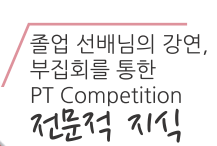 졸업 선배님의 강연,
부집회를 통한
PT Competition
전문적 지식